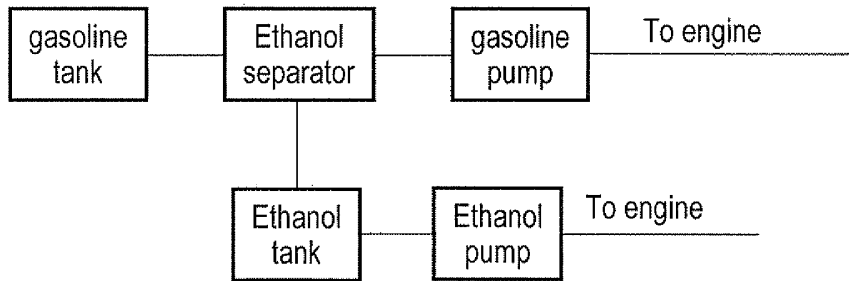 gasoline
tank
Ethanol
separator
gasoline
pump
To engine
Ethanol
tank
Ethanol
pump
To engine